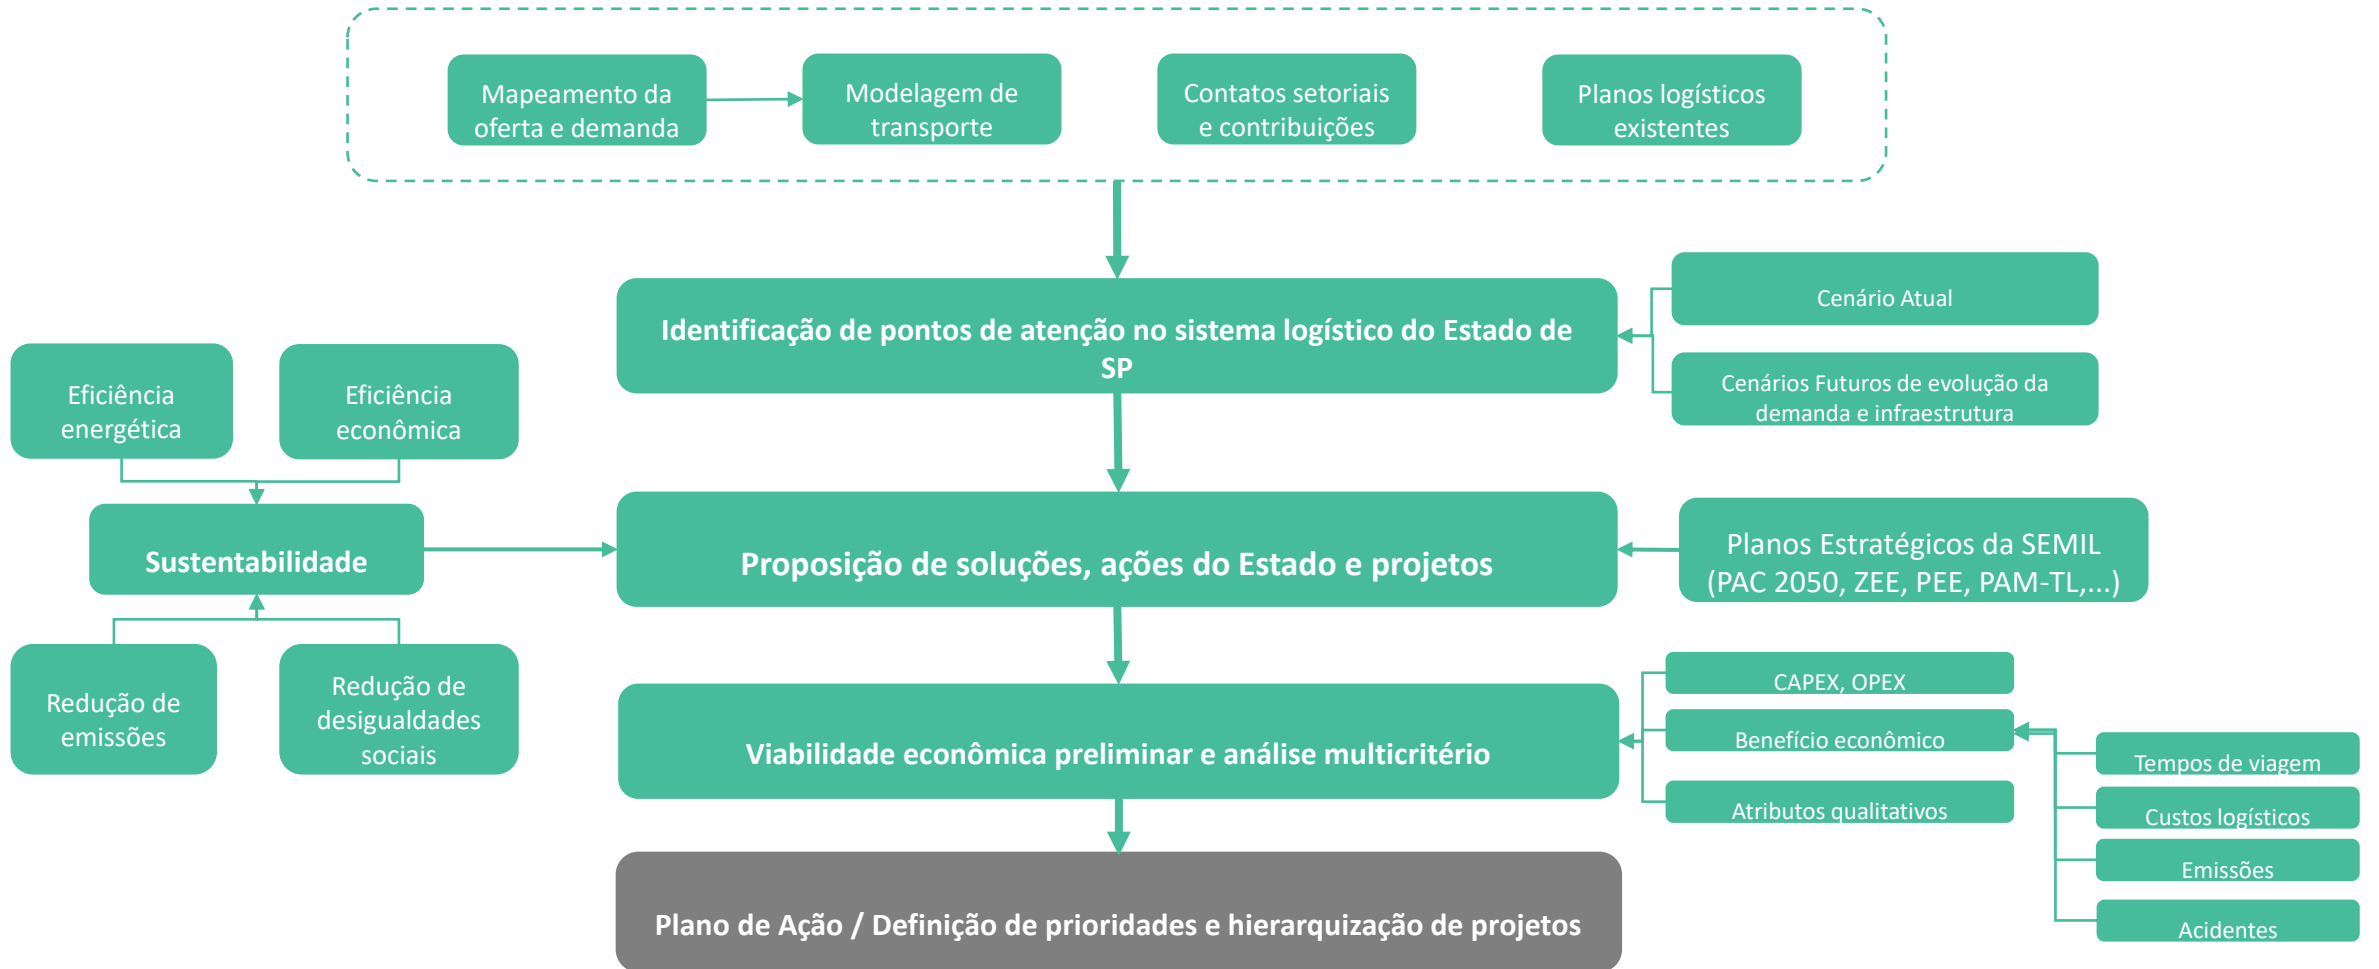 Mapeamento da
oferta e demanda
Modelagem de
transporte
Contatos setoriais
e contribuições
Planos logísticos
existentes
Identificação de pontos de atenção no sistema logístico do Estado de
SP
Cenário Atual
Cenários Futuros de evolução da
demanda e infraestrutura
Eficiência
energética
Eficiência
econômica
Sustentabilidade
Redução de
emissões
Redução de
desigualdades
sociais
Proposição de soluções, ações do Estado e projetos
Planos Estratégicos da SEMIL
(PAC 2050, ZEE, PEE, PAM-TL,...)
Viabilidade econômica preliminar e análise multicritério
CAPEX, OPEX
Benefício econômico
Atributos qualitativos
Tempos de viagem
Custos logísticos
Emissões
Acidentes
Plano de Ação / Definição de prioridades e hierarquização de projetos